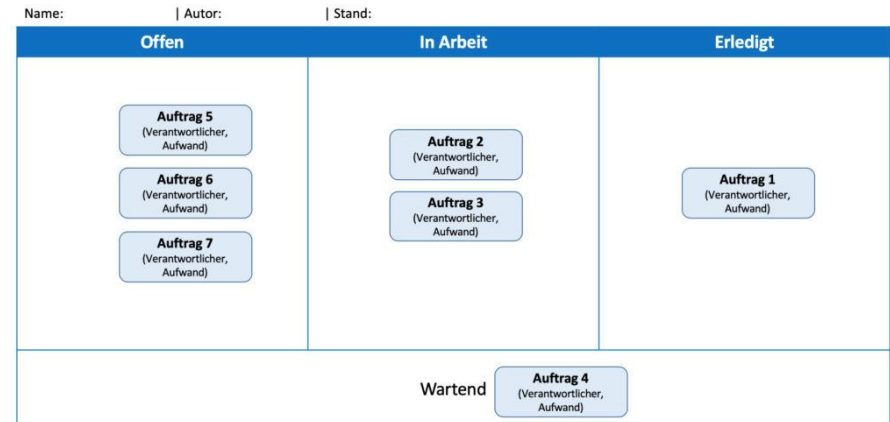 Name: | Autor: | Stand:
Offen In Arbeit Erledigt
Auftrag 5
(Verantwortlicher,
Aufwand)
Auftrag 6
(Verantwortlicher,
Aufwand)
Auftrag 7
(Verantwortlicher,
Aufwand)
Auftrag 2
(Verantwortlicher,
Aufwand)
Auftrag 3
(Verantwortlicher,
Aufwand)
Auftrag 1
(Verantwortlicher,
Aufwand)
Wartend
Auftrag 4
(Verantwortlicher,
Aufwand)